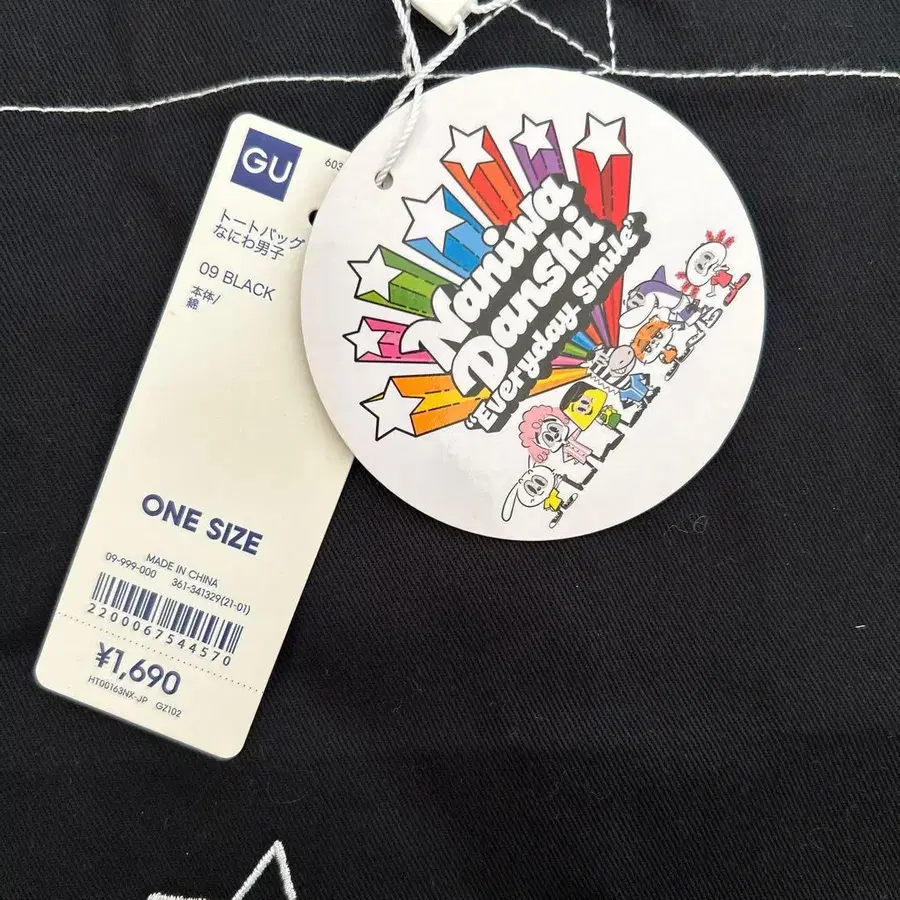 GU
603
トートバッグ
なにわ男子
09 BLACK
本体/
綿
ONE SIZE
MADE IN CHINA
09-999-000 361-341329(21-01)
2200067544570
¥1,690
HT00163NX-JP GZ102
Naniwa
Danshi
"Everyday Smile"